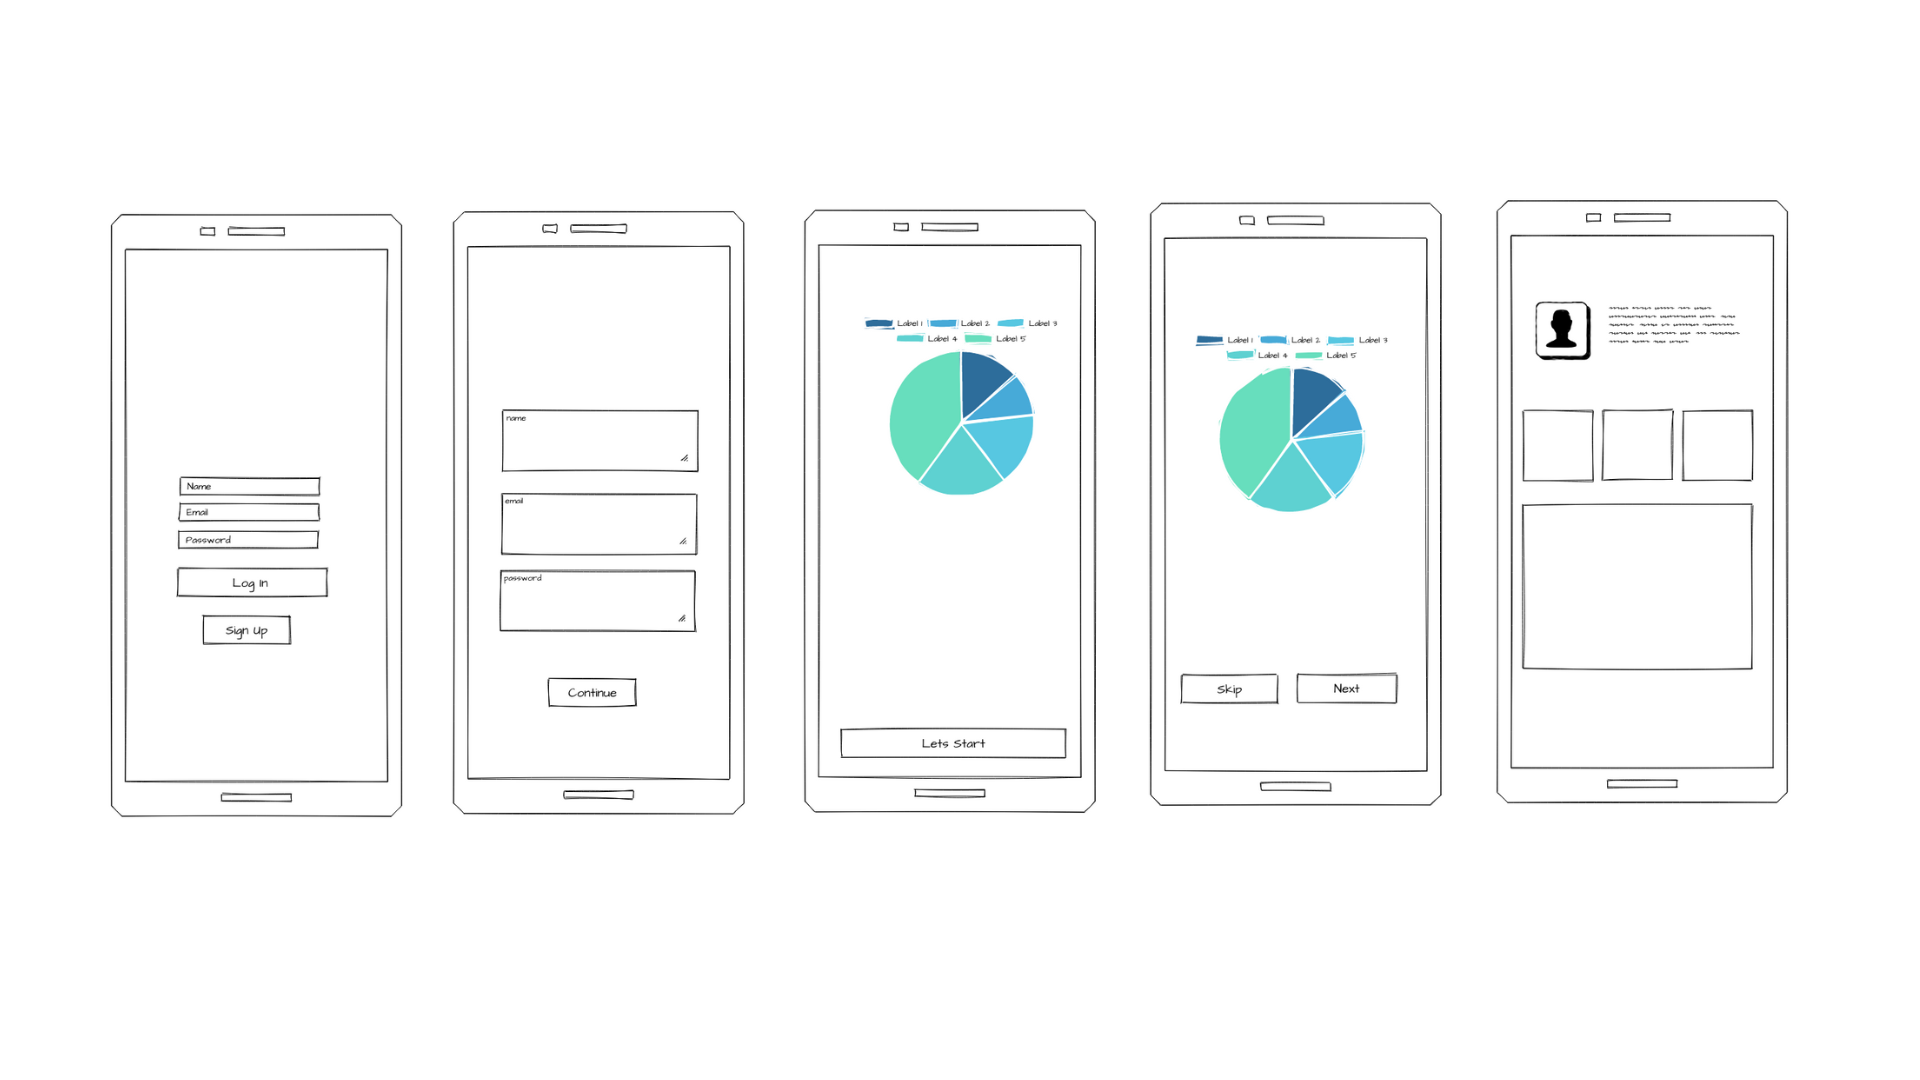 Name
Email
Password
Log In
Sign Up
name
email
password
Continue
Label 1 Label 2 Label 3
Label 4 Label 5
Lets Start
Label 1 Label 2 Label 3
Label 4 Label 5
Skip Next